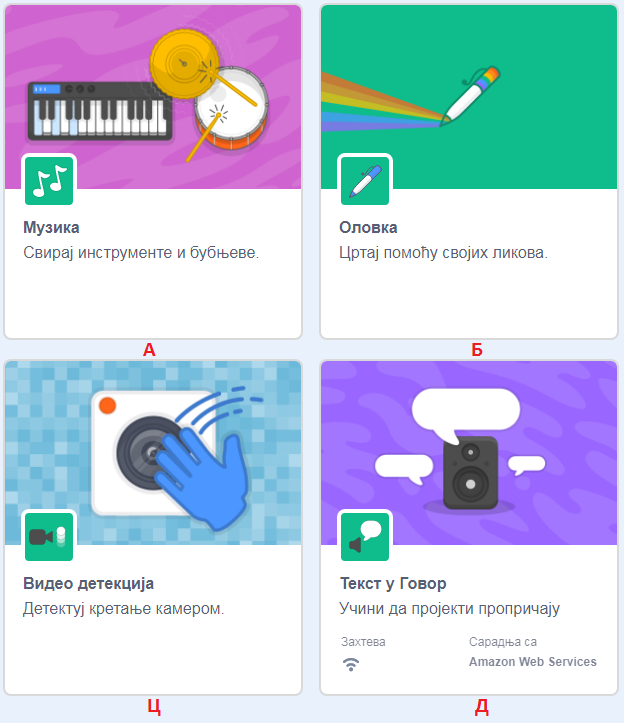 Музика
Свирај инструменте и бубњеве.
А
Оловка
Цртај помоћу својих ликова.
Б
Видео детекција
Детектуј кретање камером.
Ц
Текст у Говор
Учини да пројекти пропричају
Захтева
Сарадња са
Amazon Web Services
Д